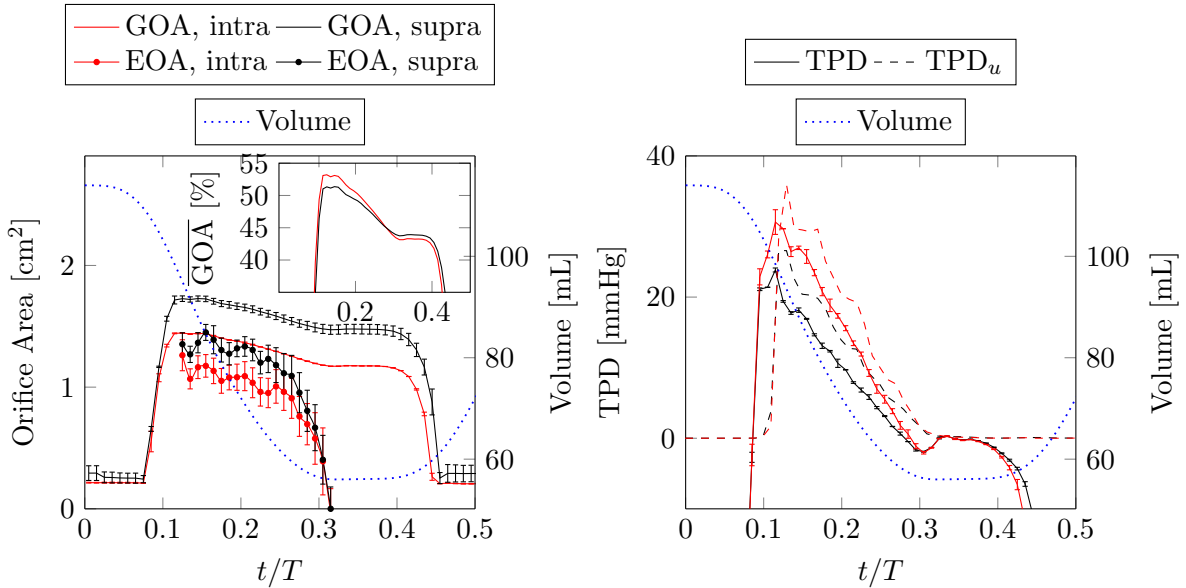 GOA, intra GOA, supra
EOA, intra EOA, supra
Volume
Orifice Area [cm²]
0
1
2
0 0.1 0.2 0.3 0.4 0.5
t/T
GOA [%]
55
50
45
40
0.2 0.4
Volume [mL]
100
80
60
TPD TPDᵤ
Volume
TPD [mmHg]
40
20
0
0 0.1 0.2 0.3 0.4 0.5
t/T
Volume [mL]
100
80
60